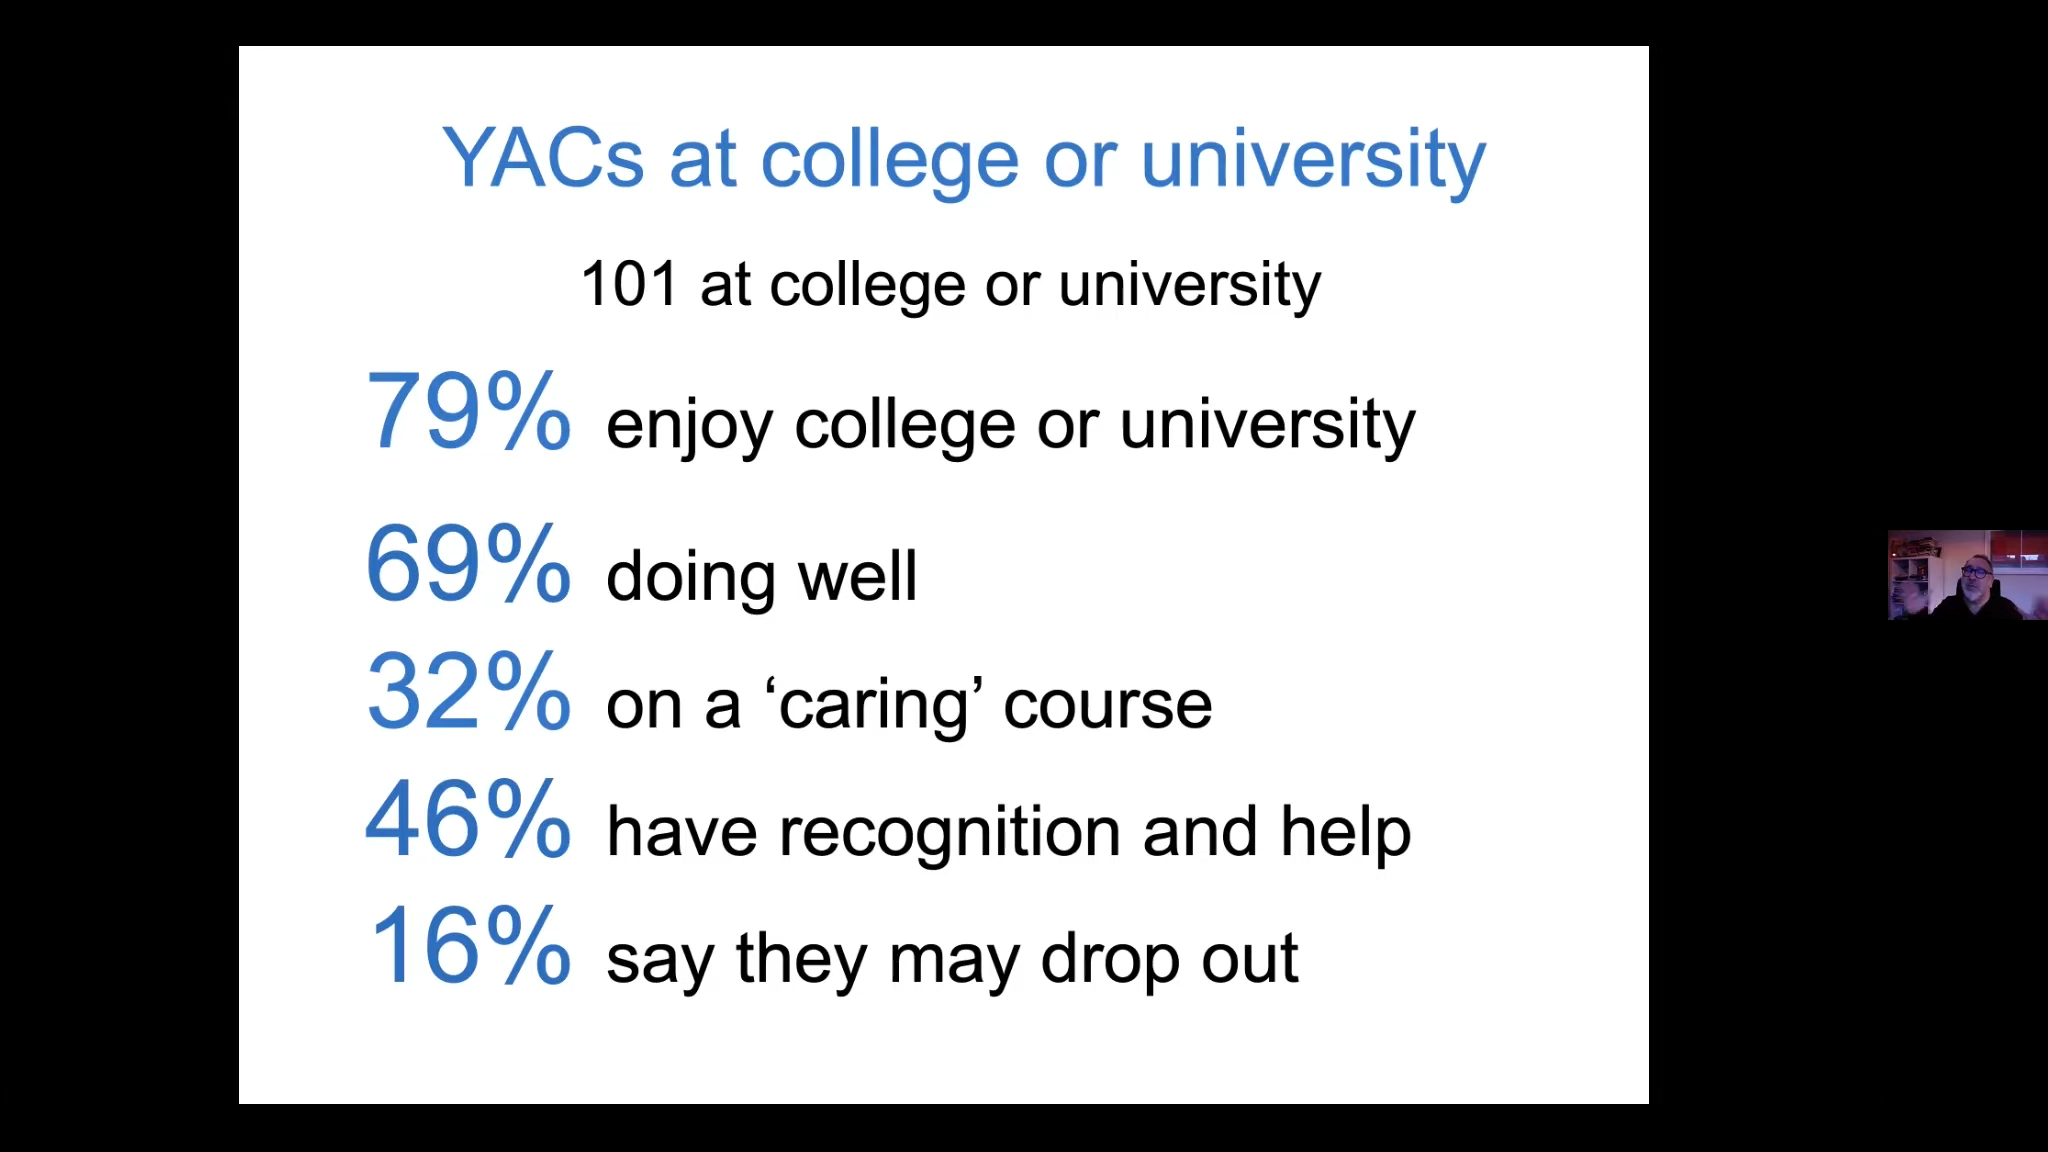 YACs at college or university
101 at college or university
79% enjoy college or university
69% doing well
32% on a ‘caring’ course
46% have recognition and help
16% say they may drop out